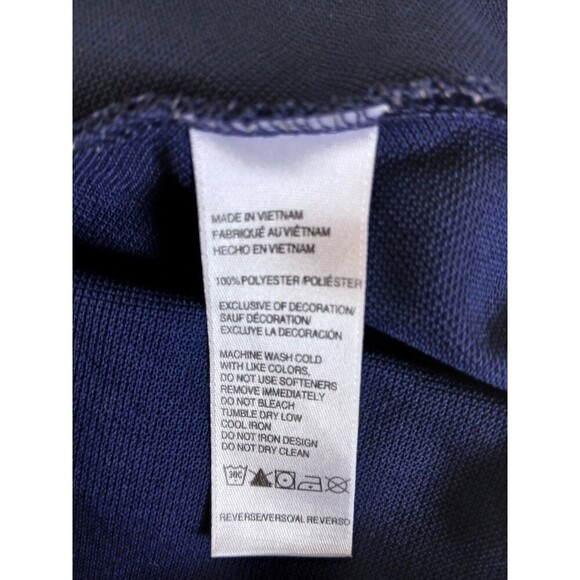 MADE IN VIETNAM
FABRIQUÉ AU VIÊTNAM
HECHO EN VIETNAM
100% POLYESTER/POLIÉSTER
EXCLUSIVE OF DECORATION/
SAUF DÉCORATION/
EXCLUYE LA DECORACIÓN
MACHINE WASH COLD
WITH LIKE COLORS,
DO NOT USE SOFTENERS
REMOVE IMMEDIATELY
DO NOT BLEACH
TUMBLE DRY LOW
COOL IRON
DO NOT IRON DESIGN
DO NOT DRY CLEAN
30C
REVERSE/VERSO/AL REVERSO